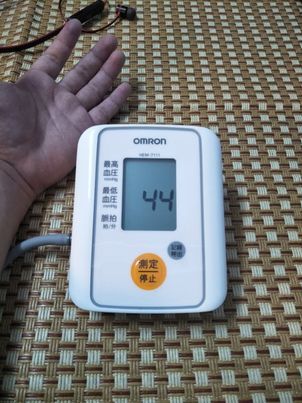 OMRON
HEM-7111
最高
血圧
mmHg
最低
血圧
mmHg
脈拍
拍/分
44
記録
呼出
測定
停止